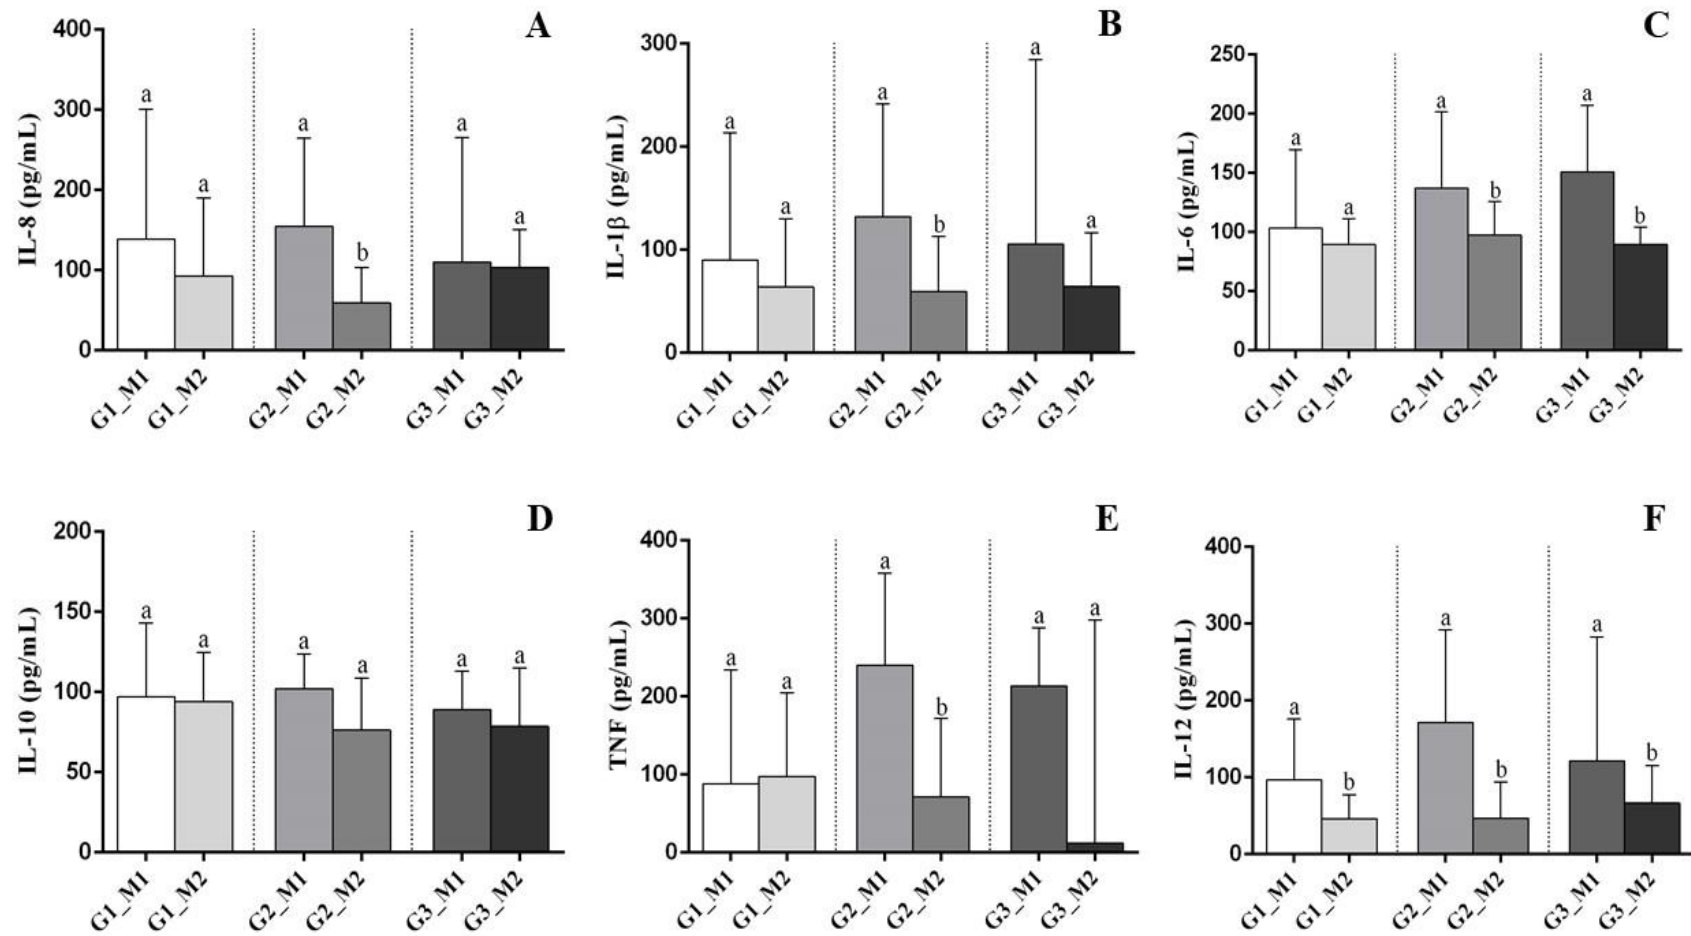 A
400
300
200
100
0
IL-8 (pg/mL)
a
a
a
b
a
a
G1_M1
G1_M2
G2_M1
G2_M2
G3_M1
G3_M2
B
300
200
100
0
IL-1β (pg/mL)
a
a
a
b
a
a
G1_M1
G1_M2
G2_M1
G2_M2
G3_M1
G3_M2
C
250
200
150
100
50
0
IL-6 (pg/mL)
a
a
a
b
a
b
G1_M1
G1_M2
G2_M1
G2_M2
G3_M1
G3_M2
D
200
150
100
50
0
IL-10 (pg/mL)
a
a
a
a
a
a
G1_M1
G1_M2
G2_M1
G2_M2
G3_M1
G3_M2
E
400
300
200
100
0
TNF (pg/mL)
a
a
a
b
a
a
G1_M1
G1_M2
G2_M1
G2_M2
G3_M1
G3_M2
F
400
300
200
100
0
IL-12 (pg/mL)
a
b
a
b
a
b
G1_M1
G1_M2
G2_M1
G2_M2
G3_M1
G3_M2